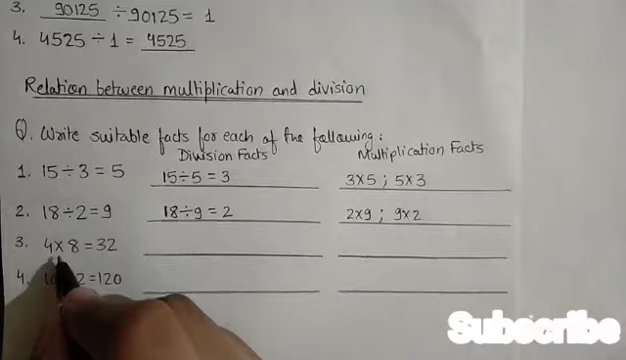 3. 90125 ÷ 90125 = 1
4. 4525 ÷ 1 = 4525
Relation between multiplication and division
Q. Write suitable facts for each of the following:
Division Facts Multiplication Facts
1. 15 ÷ 3 = 5 15 ÷ 5 = 3 3 × 5 ; 5 × 3
2. 18 ÷ 2 = 9 18 ÷ 9 = 2 2 × 9 ; 9 × 2
3. 4 × 8 = 32
4. 2 = 120
Subscribe